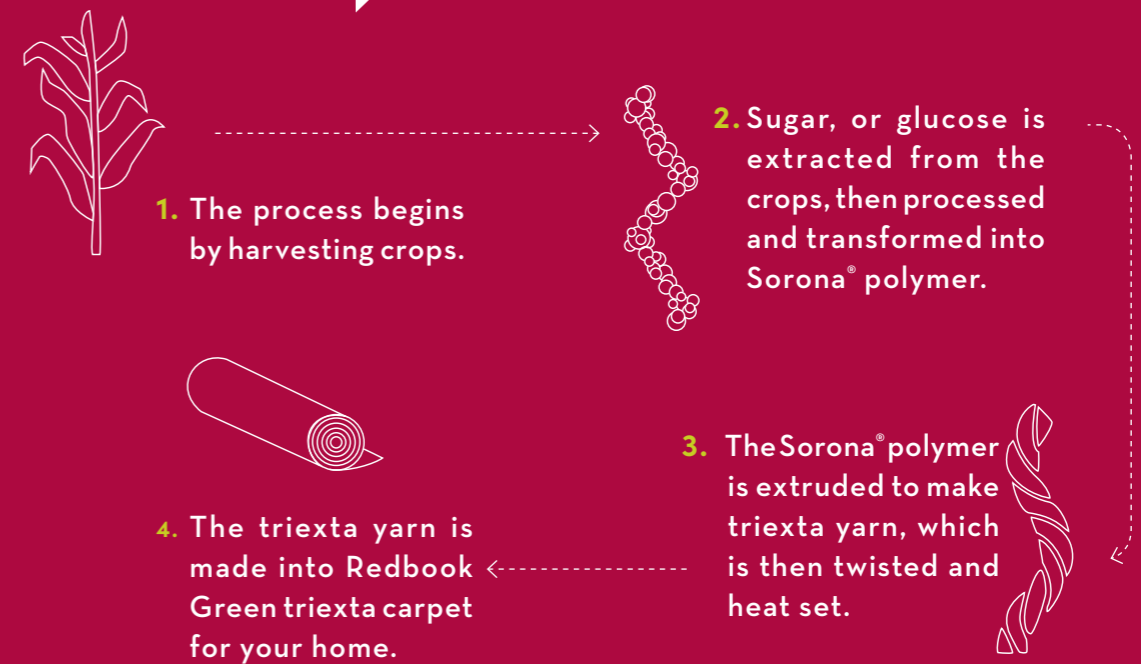 1. The process begins
by harvesting crops.
2. Sugar, or glucose is
extracted from the
crops, then processed
and transformed into
Sorona® polymer.
3. The Sorona® polymer
is extruded to make
triexta yarn, which
is then twisted and
heat set.
4. The triexta yarn is
made into Redbook
Green triexta carpet
for your home.